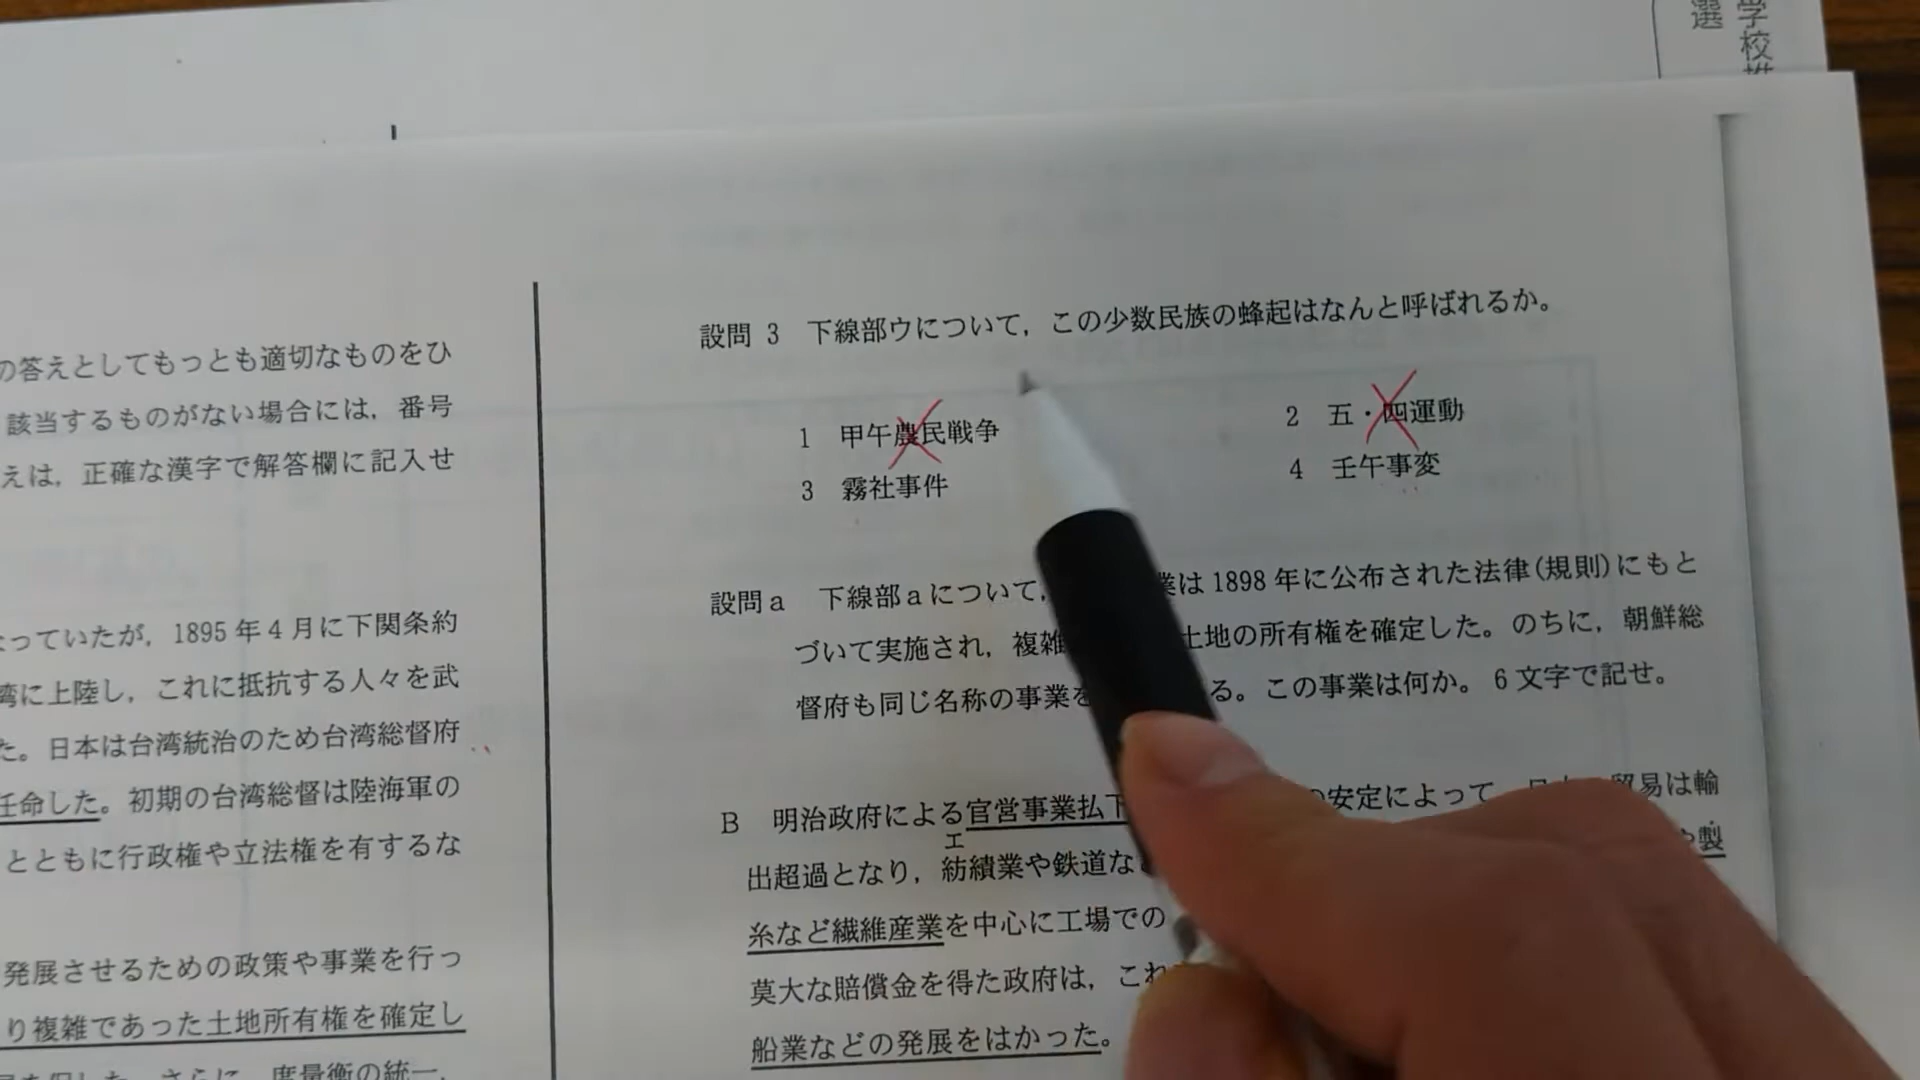 学校推
選
の答えとしてもっとも適切なものをひ
該当するものがない場合には，番号
えは，正確な漢字で解答欄に記入せ
なっていたが，1895年4月に下関条約
湾に上陸し，これに抵抗する人々を武
た。日本は台湾統治のため台湾総督府
任命した。初期の台湾総督は陸海軍の
とともに行政権や立法権を有するな
発展させるための政策や事業を行っ
り複雑であった土地所有権を確定し
さらに，度量衡の統一，
設問 3 下線部ウについて，この少数民族の蜂起はなんと呼ばれるか。
1 甲午農民戦争 2 五・四運動
3 霧社事件 4 壬午事変
設問a 下線部aについて， 業は1898年に公布された法律(規則)にもと
づいて実施され，複雑 土地の所有権を確定した。のちに，朝鮮総
督府も同じ名称の事業を る。この事業は何か。6文字で記せ。
B 明治政府による官営事業払下 の安定によって， 貿易は輸
エ
出超過となり，紡績業や鉄道な や製
糸など繊維産業を中心に工場での
莫大な賠償金を得た政府は，これ
船業などの発展をはかった。